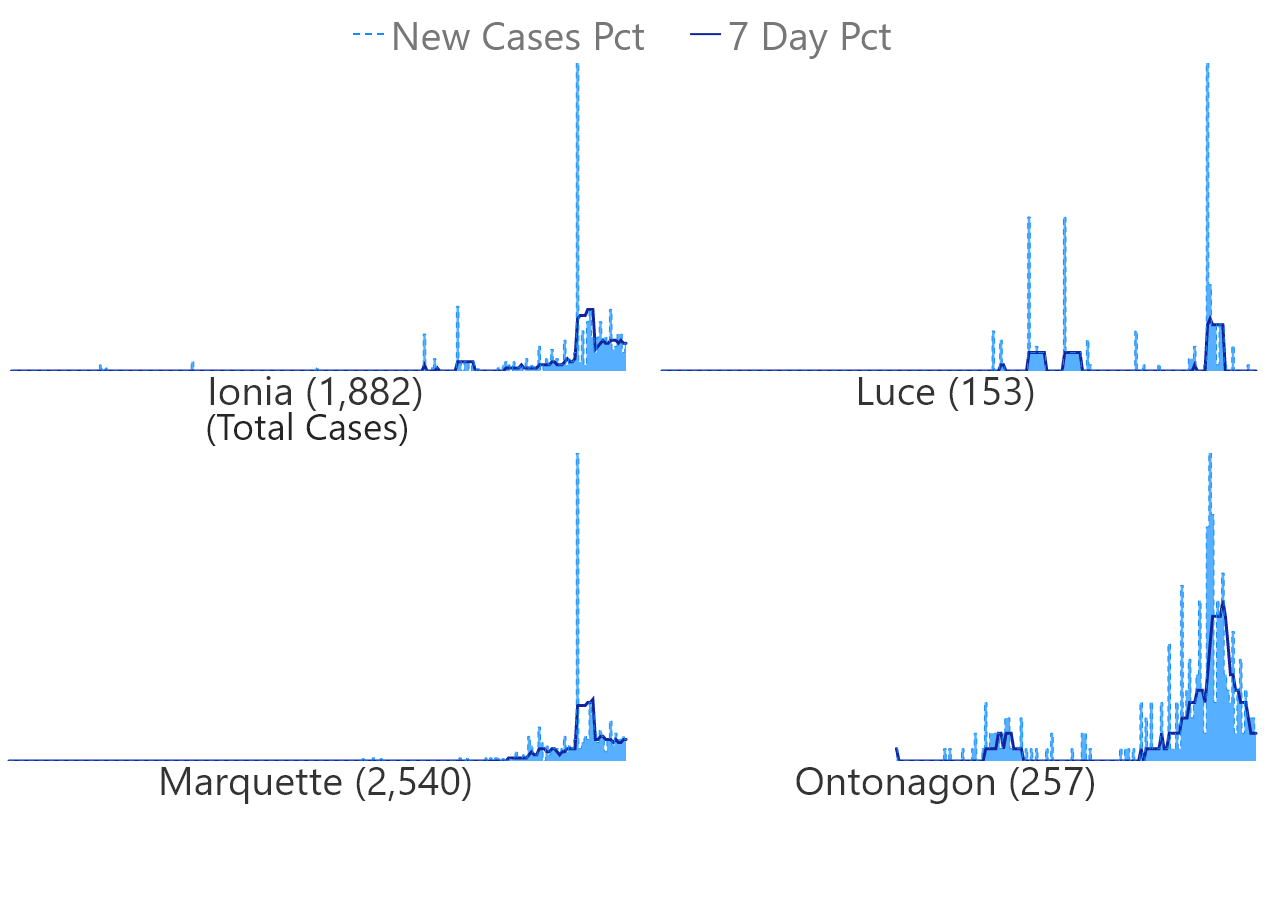 New Cases Pct 7 Day Pct
Ionia (1,882) Luce (153)
(Total Cases)
Marquette (2,540) Ontonagon (257)